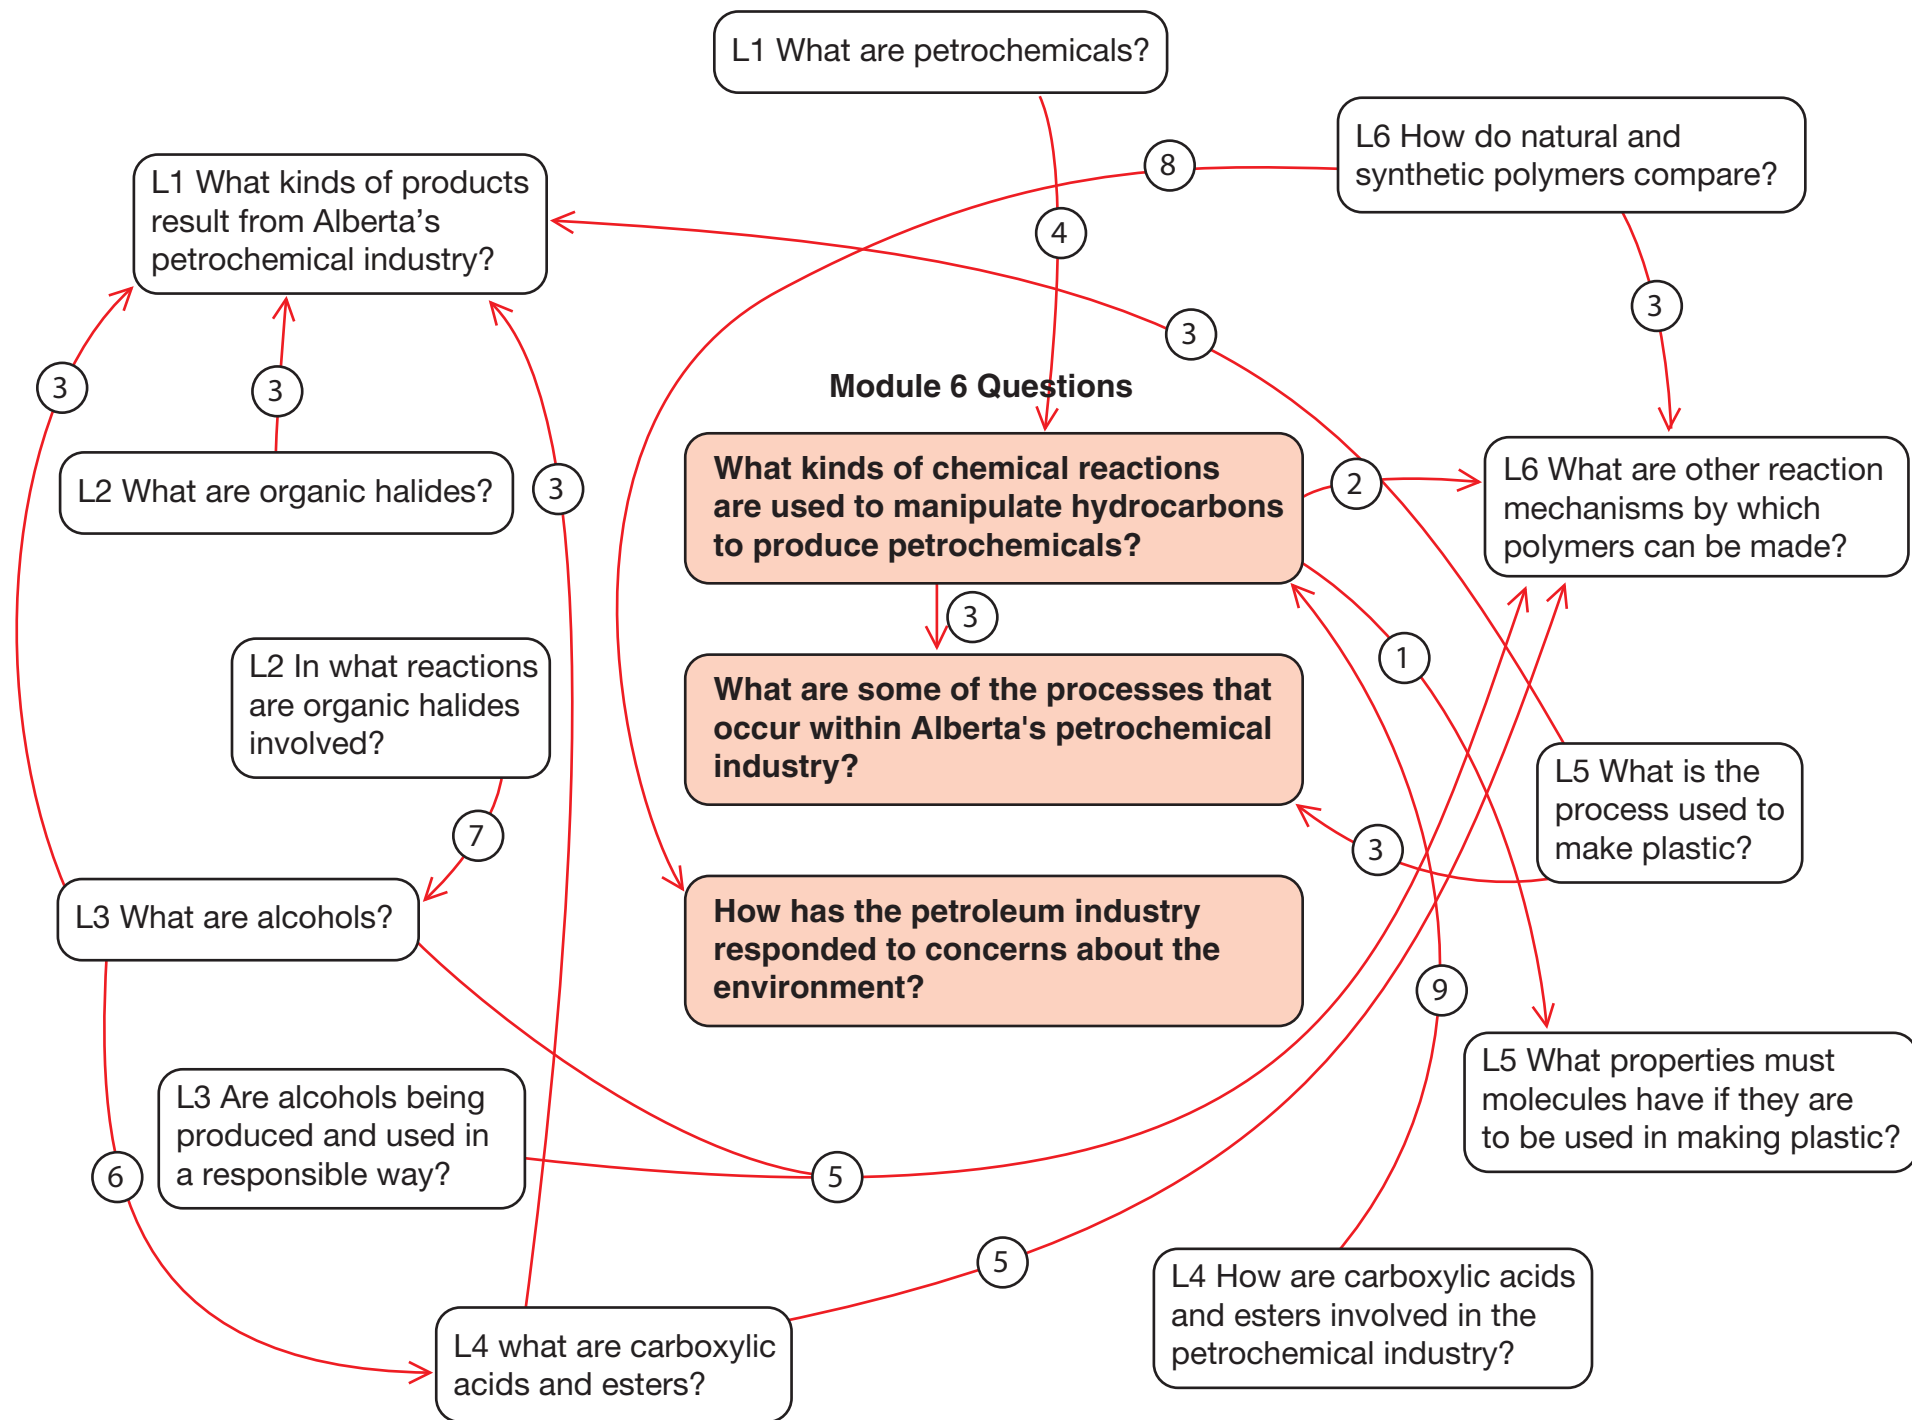 L1 What are petrochemicals?
L6 How do natural and
synthetic polymers compare?
8
L1 What kinds of products
result from Alberta’s
petrochemical industry?
4
3
3
3
3
Module 6 Questions
L2 What are organic halides?
3
What kinds of chemical reactions
are used to manipulate hydrocarbons
to produce petrochemicals?
2
L6 What are other reaction
mechanisms by which
polymers can be made?
3
1
L2 In what reactions
are organic halides
involved?
What are some of the processes that
occur within Alberta's petrochemical
industry?
L5 What is the
process used to
make plastic?
7
3
L3 What are alcohols?
How has the petroleum industry
responded to concerns about the
environment?
9
L5 What properties must
molecules have if they are
to be used in making plastic?
L3 Are alcohols being
produced and used in
a responsible way?
6
5
5
L4 How are carboxylic acids
and esters involved in the
petrochemical industry?
L4 what are carboxylic
acids and esters?